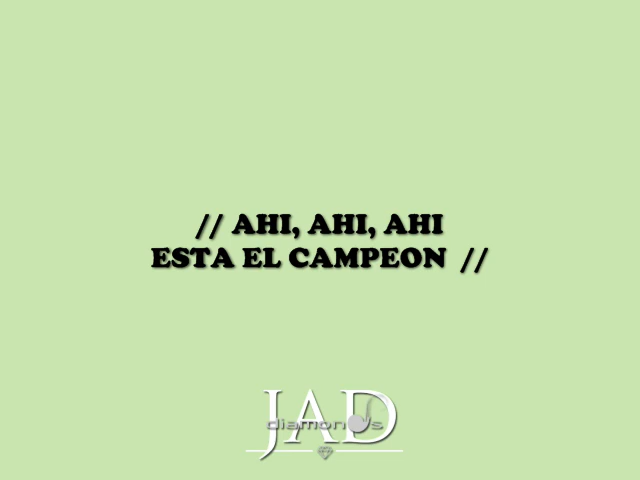 // AHI, AHI, AHI
ESTA EL CAMPEON //
JAD
diamonds